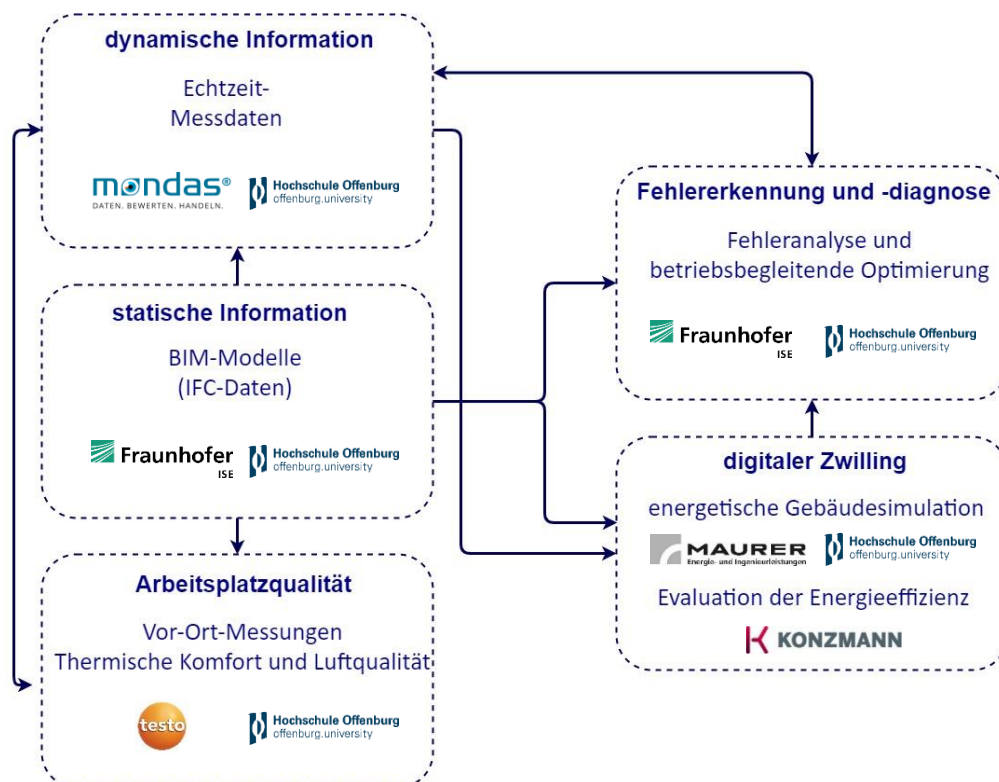 dynamische Information
Echtzeit-
Messdaten
mondas®
DATEN. BEWERTEN. HANDELN.
Hochschule Offenburg
offenburg.university
statische Information
BIM-Modelle
(IFC-Daten)
Fraunhofer
ISE
Hochschule Offenburg
offenburg.university
Arbeitsplatzqualität
Vor-Ort-Messungen
Thermische Komfort und Luftqualität
testo
Hochschule Offenburg
offenburg.university
Fehlererkennung und -diagnose
Fehleranalyse und
betriebsbegleitende Optimierung
Fraunhofer
ISE
Hochschule Offenburg
offenburg.university
digitaler Zwilling
energetische Gebäudesimulation
MAURER
Energie- und Ingenieurleistungen
Hochschule Offenburg
offenburg.university
Evaluation der Energieeffizienz
KONZMANN